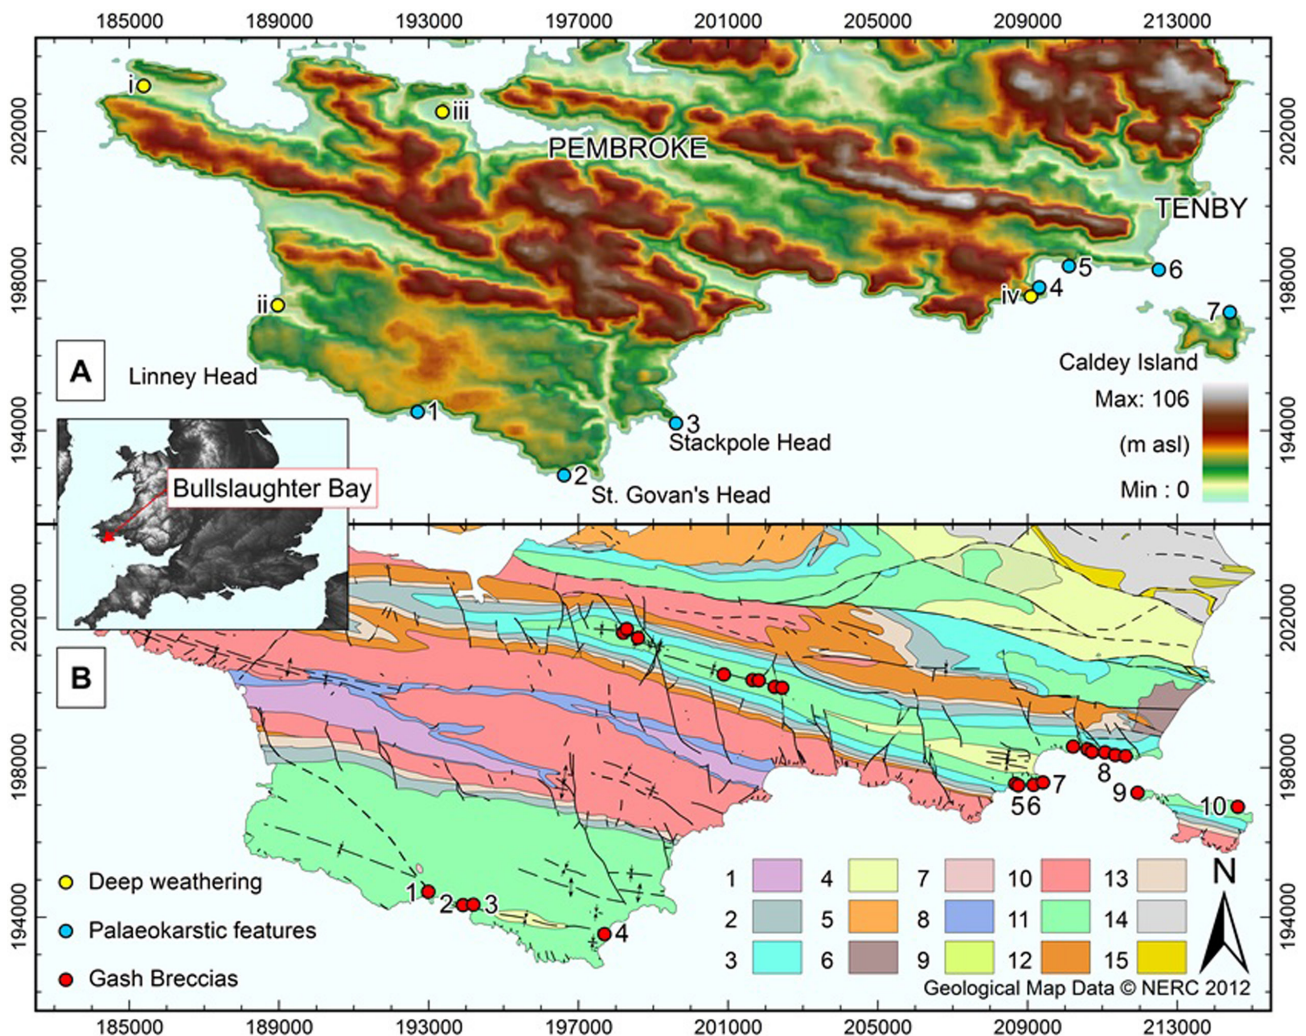 185000 189000 193000 197000 201000 205000 209000 213000
202000 202000
198000 198000
194000 194000
i
iii
PEMBROKE
TENBY
ii
iv
4
5
6
7
Linney Head
1
2
3
Stackpole Head
St. Govan's Head
Caldey Island
Max: 106
(m asl)
Min : 0
A
Bullslaughter Bay
B
202000 202000
198000 198000
194000 194000
1
2
3
4
56
7
8
9
10
Deep weathering
Palaeokarstic features
Gash Breccias
1 4 7 10 13
2 5 8 11 14
3 6 9 12 15
N
Geological Map Data © NERC 2012
185000 189000 193000 197000 201000 205000 209000 213000